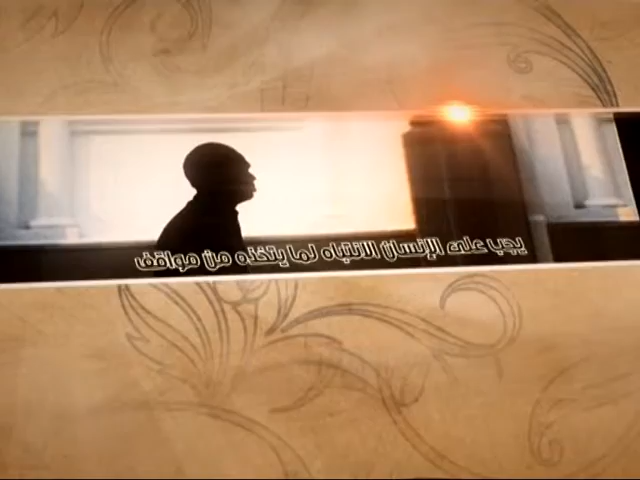 يجب على الإنسان الانتباه لما يتخذه من مواقف